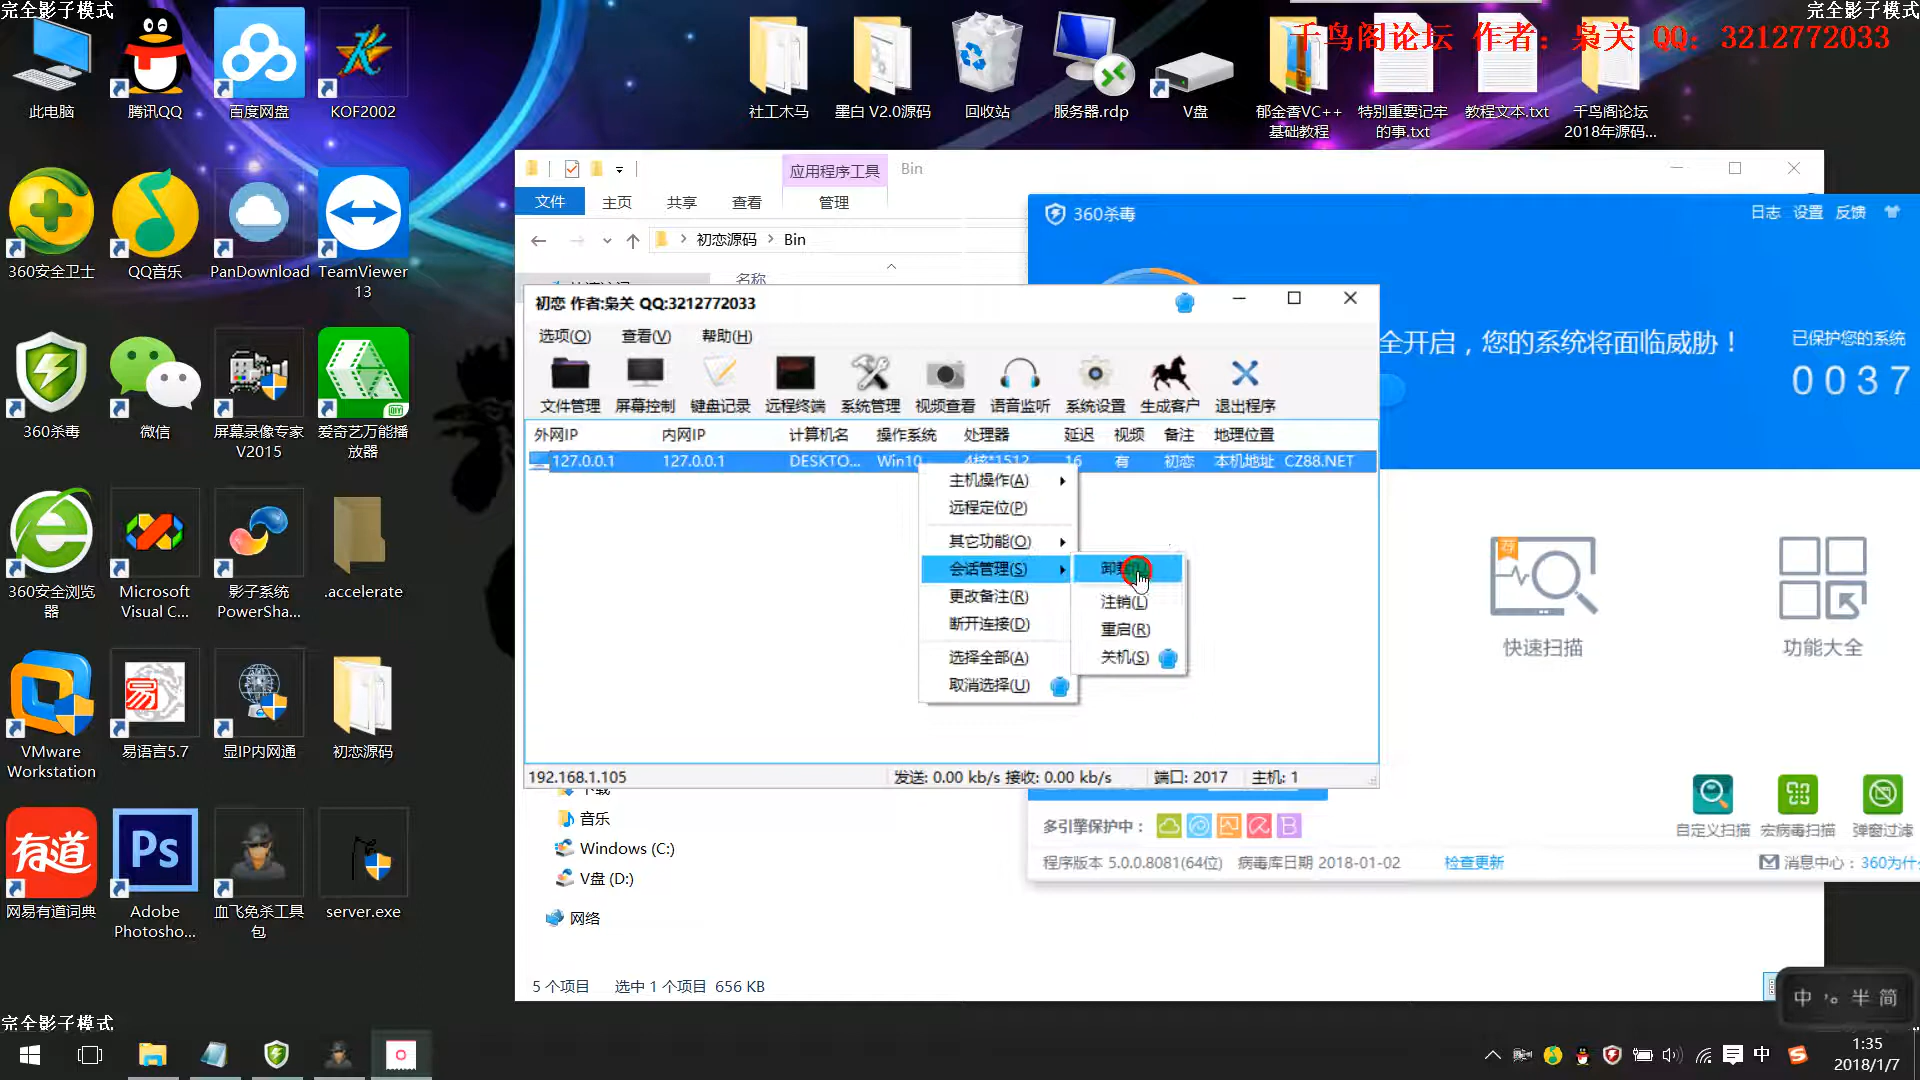 完全影子模式
完全影子模式
千鸟阁论坛 作者：枭关 QQ：3212772033
此电脑
腾讯QQ
百度网盘
KOF2002
社工木马
墨白 V2.0源码
回收站
服务器.rdp
V盘
郁金香VC++
基础教程
特别重要记牢
的事.txt
教程文本.txt
千鸟阁论坛
2018年源码...
360安全卫士
QQ音乐
PanDownload
TeamViewer
13
360杀毒
微信
屏幕录像专家
V2015
爱奇艺万能播
放器
360安全浏览
器
Microsoft
Visual C...
影子系统
PowerSha...
.accelerate
VMware
Workstation
易语言5.7
显IP内网通
初恋源码
网易有道词典
Adobe
Photosho...
血飞免杀工具
包
server.exe
有道
Ps
应用程序工具
Bin
文件
主页
共享
查看
管理
初恋源码
Bin
名称
360杀毒
日志
设置
反馈
全开启，您的系统将面临威胁！
已保护您的系统
0037
初恋 作者:枭关 QQ:3212772033
选项(O)
查看(V)
帮助(H)
文件管理
屏幕控制
键盘记录
远程终端
系统管理
视频查看
语音监听
系统设置
生成客户
退出程序
外网IP
内网IP
计算机名
操作系统
处理器
延迟
视频
备注
地理位置
127.0.0.1
127.0.0.1
DESKTO...
Win10
4核*1512
16
有
初恋
本机地址 CZ88.NET
主机操作(A)
远程定位(P)
其它功能(O)
会话管理(S)
更改备注(R)
断开连接(D)
选择全部(A)
取消选择(U)
注销(L)
重启(R)
关机(S)
192.168.1.105
发送: 0.00 kb/s 接收: 0.00 kb/s
端口: 2017
主机: 1
快速扫描
功能大全
音乐
Windows (C:)
V盘 (D:)
网络
5 个项目
选中 1 个项目 656 KB
多引擎保护中：
自定义扫描
宏病毒扫描
弹窗过滤
程序版本 5.0.0.8081(64位)
病毒库日期 2018-01-02
检查更新
消息中心：
360为什
中 半 简
完全影子模式
中
1:35
2018/1/7